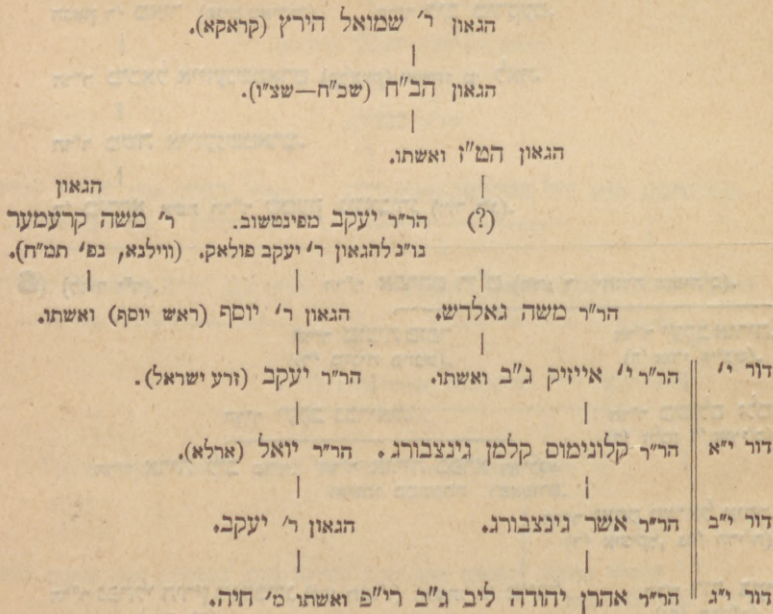 הגאון ר׳ שמואל הירץ (קראקא).
הגאון הב״ח (שכ״ח—שצ״ו).
הגאון הט״ז ואשתו.
הגאון
(?) הר״ר יעקב מפינטשוב. ר׳ משה קרעמער
נו״נ להגאון ר׳ יעקב פולאק. (ווילנא, נפ׳ תמ״ח).
הר״ר משה גאלדש. הגאון ר׳ יוסף (ראש יוסף) ואשתו.
דור י׳ הר״ר י׳ אייזיק ג״ב ואשתו. הר״ר יעקב (זרע ישראל).
דור י״א הר״ר קלונימוס קלמן גינצבורג. הר״ר יואל (ארלא).
דור י״ב הר״ר אשר גינצבורג. הגאון ר׳ יעקב.
דור י״ג הר״ר אהרן יהודה ליב ג״ב רי״פ ואשתו מ׳ חיה.